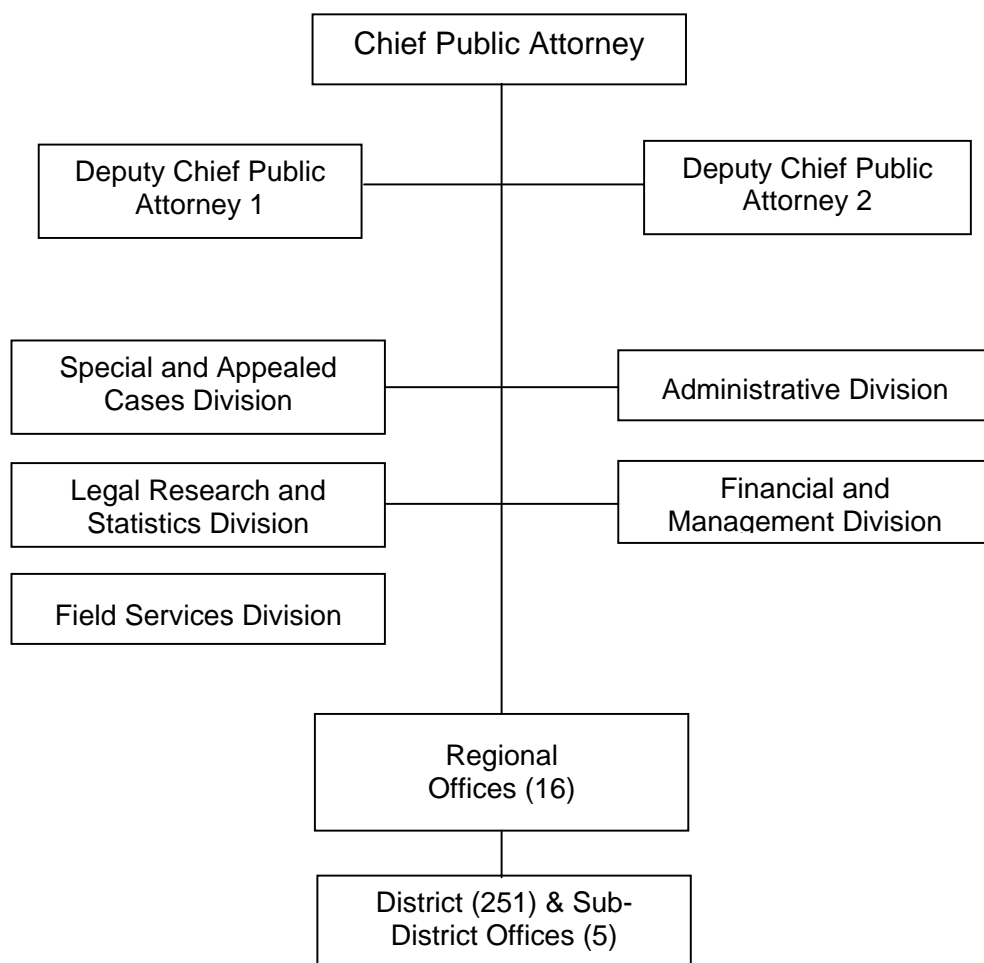 Chief Public Attorney
Deputy Chief Public
Attorney 1
Deputy Chief Public
Attorney 2
Special and Appealed
Cases Division
Administrative Division
Legal Research and
Statistics Division
Financial and
Management Division
Field Services Division
Regional
Offices (16)
District (251) & Sub-
District Offices (5)